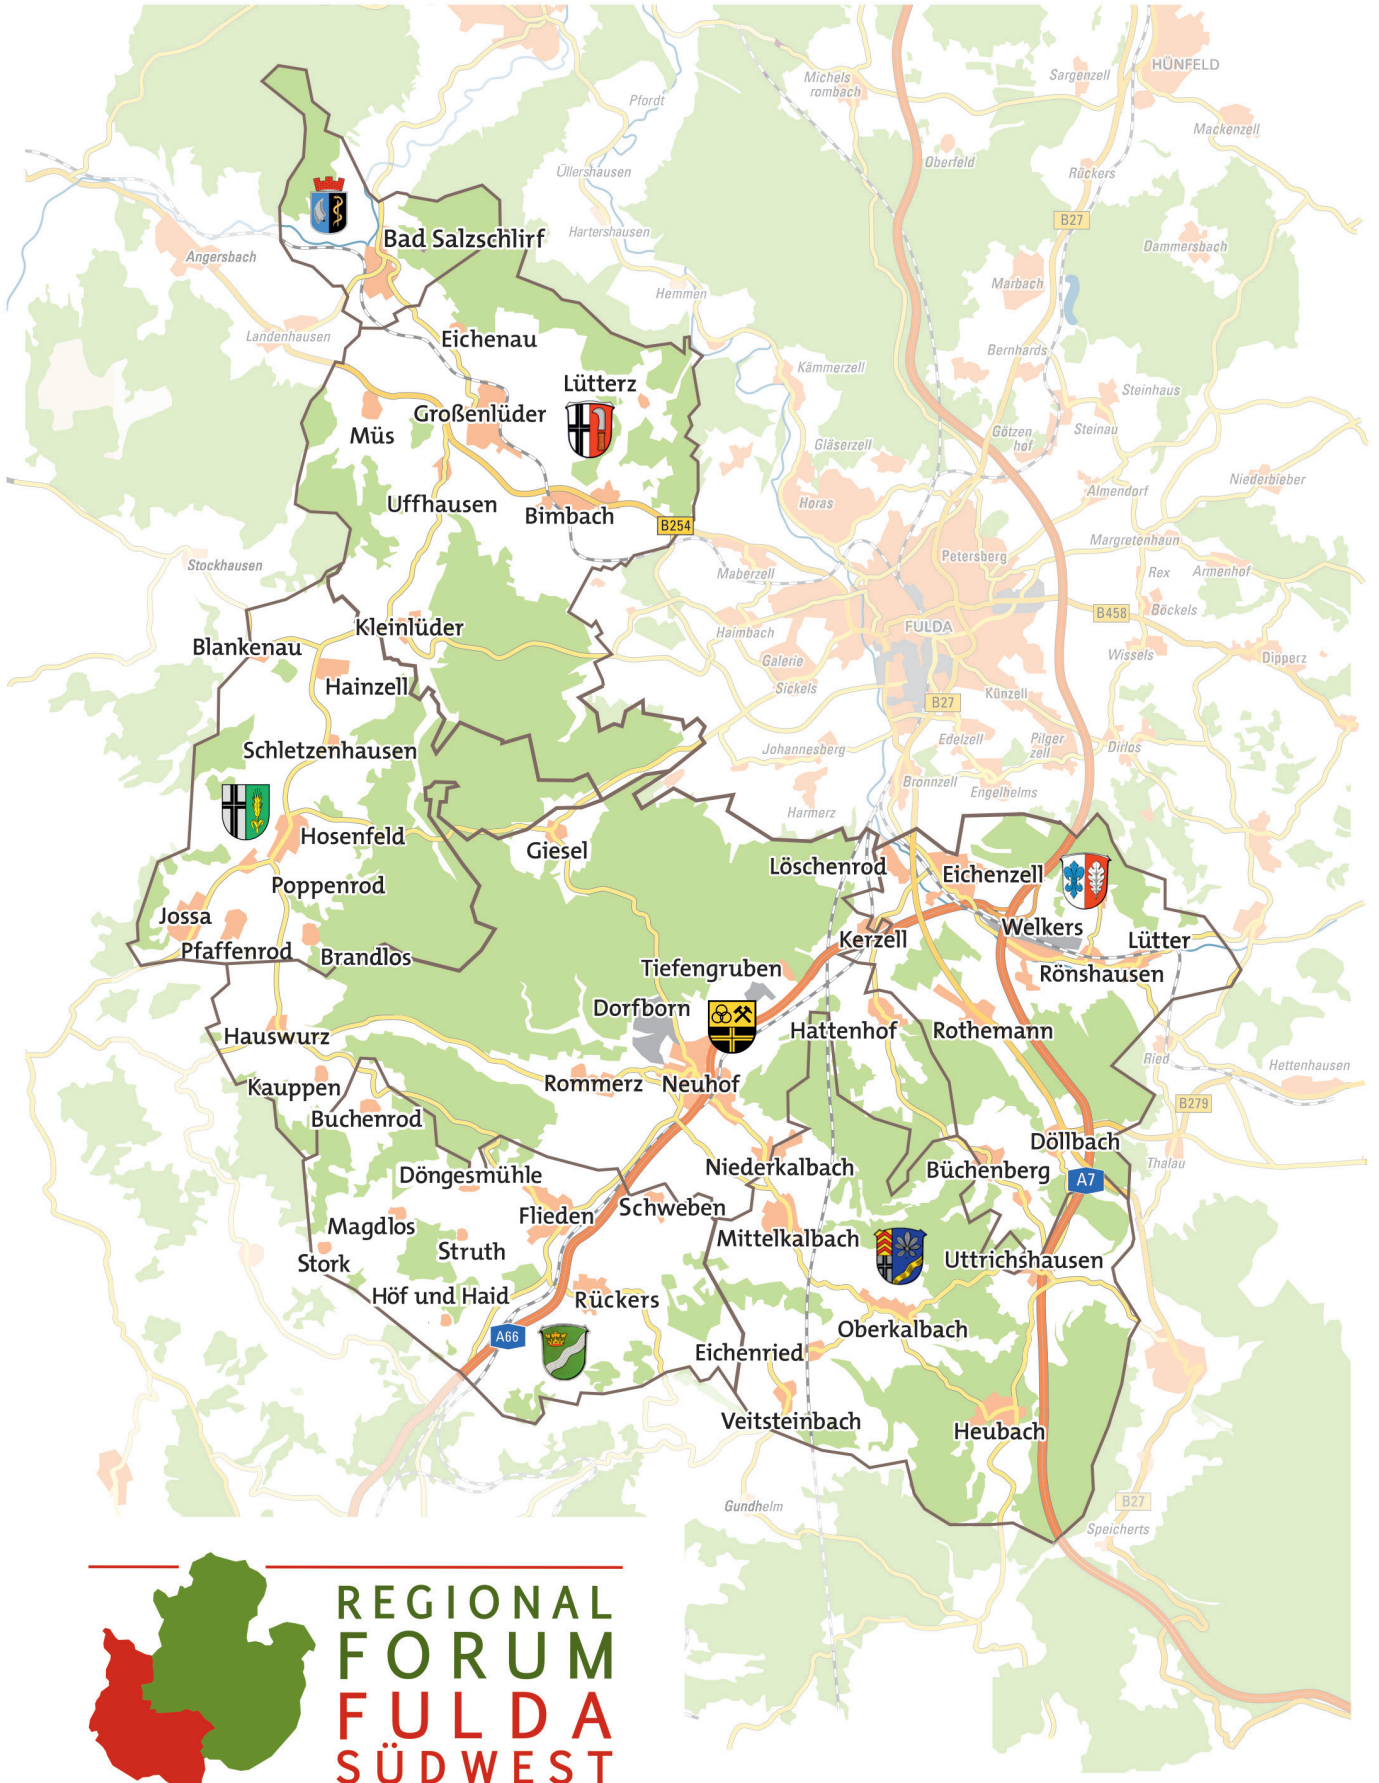 HÜNFELD
Michels
rombach
Sargenzell
Pfordt
Mackenzell
Oberfeld
Üllershausen
Rückers
B27
Bad Salzschlirf
Hartershausen
Dammersbach
Angersbach
Marbach
Hemmen
Landenhausen
Eichenau
Bernhards
Kämmerzell
Lütterz
Steinhaus
Großenlüder
Müs
Götzen
hof
Steinau
Gläserzell
Niederbieber
Almendorf
Uffhausen
Horas
Bimbach
B254
Margretenhaun
Petersberg
Stockhausen
Maberzell
Rex
Armenhof
Böckels
B458
Kleinlüder
FULDA
Haimbach
Blankenau
Wissels
Dipperz
Galerie
Hainzell
Sickels
Künzell
B27
Edelzell
Pilger
zell
Schletzenhausen
Johannesberg
Dirlos
Bronnzell
Engelhelms
Harmerz
Hosenfeld
Giesel
Löschenrod
Eichenzell
Poppenrod
Jossa
Welkers
Kerzell
Lütter
Pfaffenrod
Brandlos
Tiefengruben
Rönshausen
Dorfborn
Hattenhof
Rothemann
Hauswurz
Ried
Hettenhausen
Kauppen
Rommerz
Neuhof
B279
Buchenrod
Döllbach
Niederkalbach
Büchenberg
Thalau
Döngesmühle
A7
Flieden
Schweben
Magdlos
Mittelkalbach
Struth
Stork
Uttrichshausen
Höf und Haid
Rückers
Oberkalbach
A66
Eichenried
Veitsteinbach
Heubach
Gundhelm
B27
Speicherts
REGIONAL
FORUM
FULDA
SÜDWEST